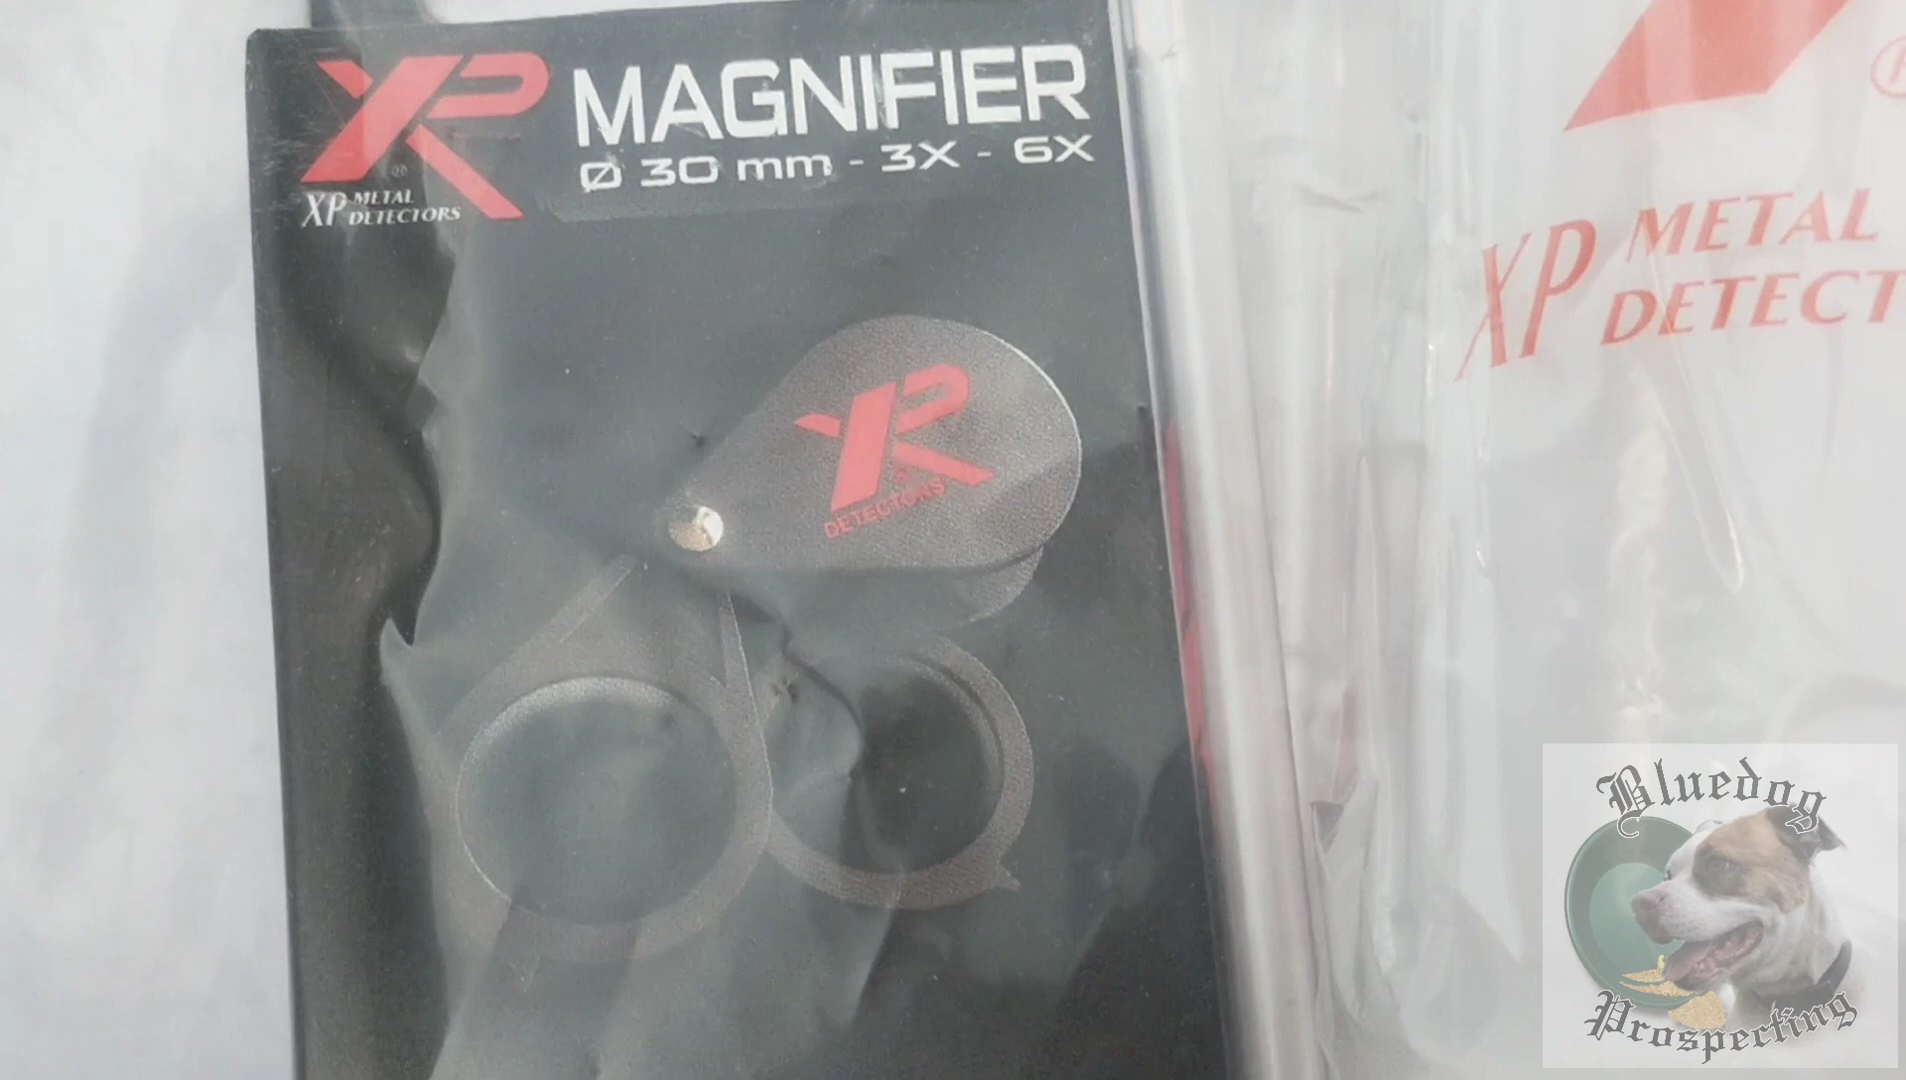 XP MAGNIFIER
® Ø 30 mm - 3X - 6X
XP METAL
DETECTORS
XP
®
DETECTORS
®
XP METAL
DETECT
Bluedog
Prospecting